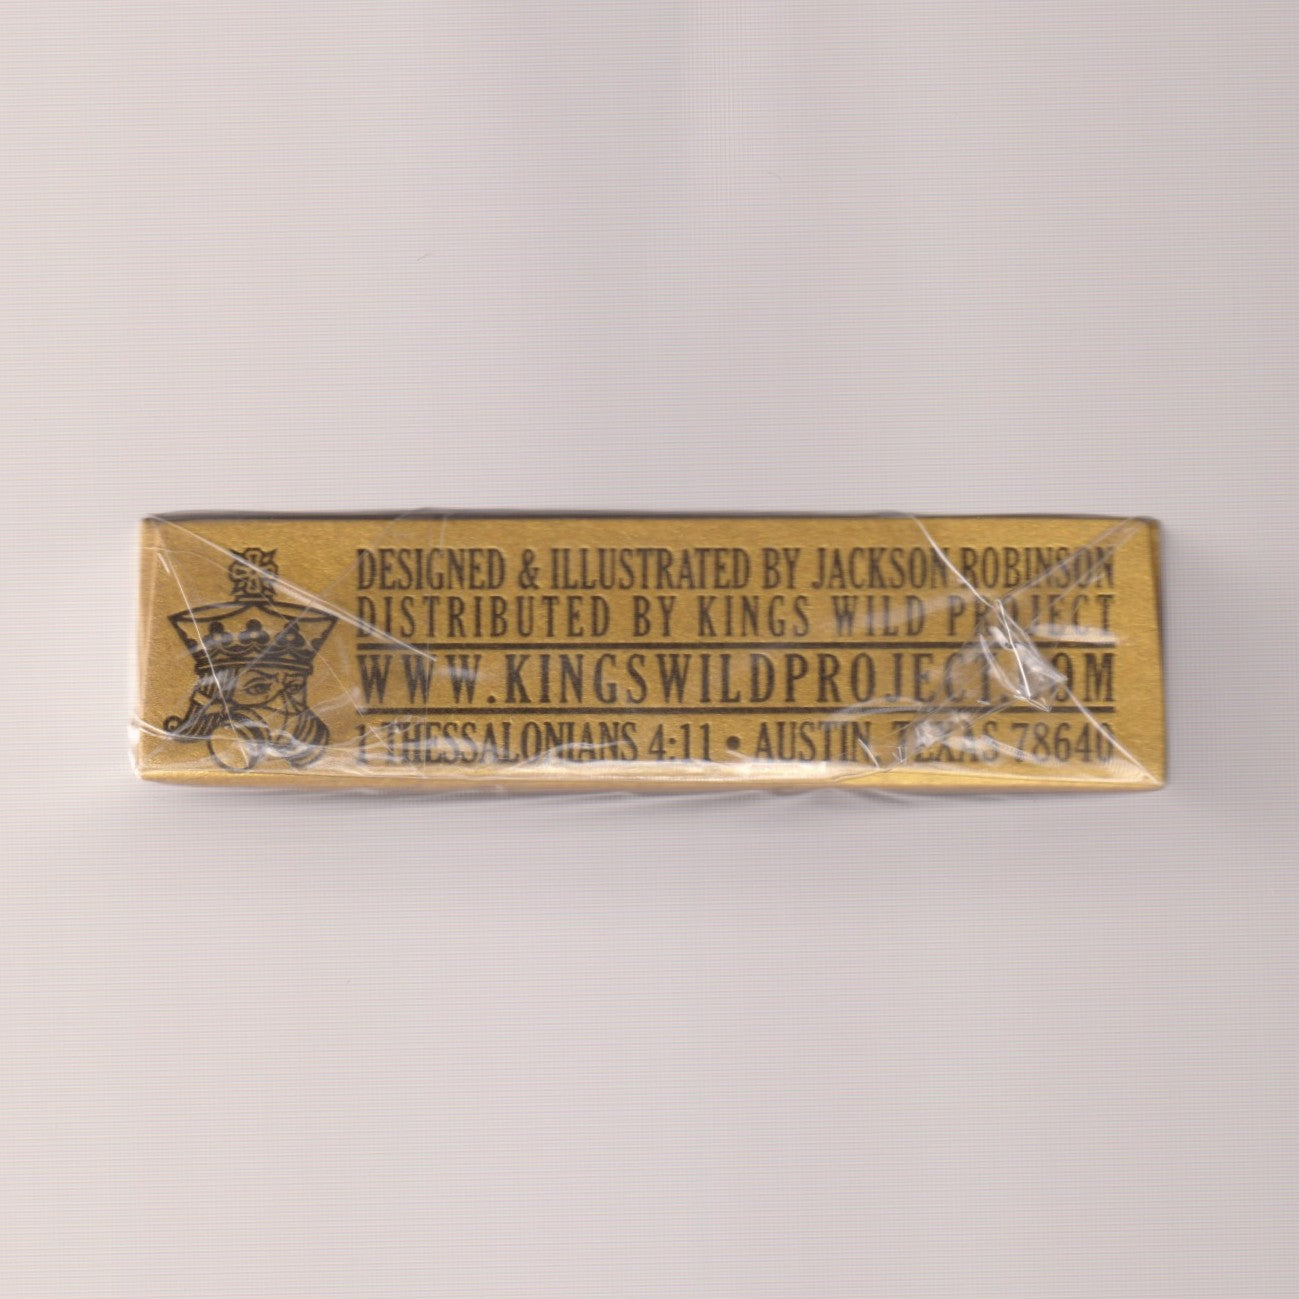 DESIGNED & ILLUSTRATED BY JACKSON ROBINSON
DISTRIBUTED BY KINGS WILD PROJECT
WWW.KINGSWILDPROJECT.COM
1 THESSALONIANS 4:11 • AUSTIN, TEXAS 78640